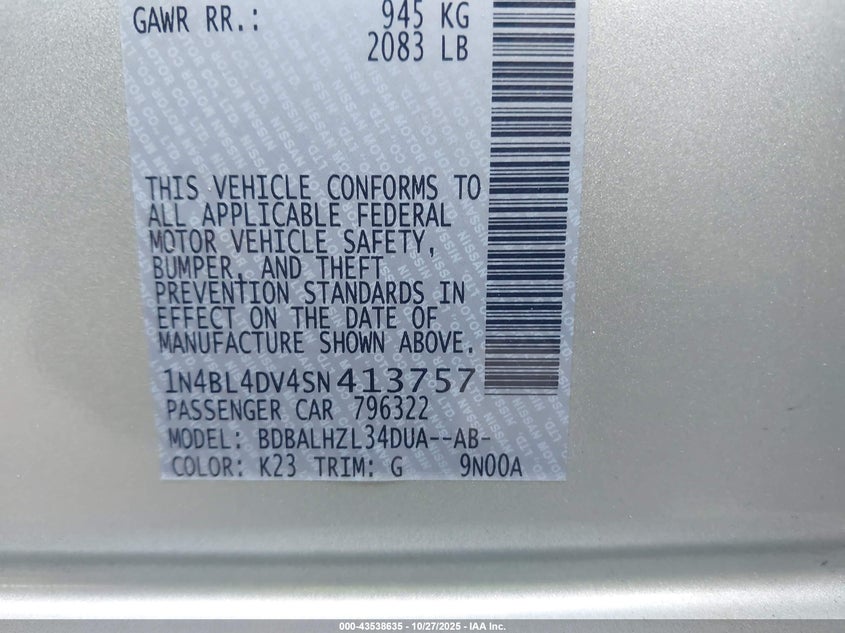 GAWR RR.: 945 KG
2083 LB
THIS VEHICLE CONFORMS TO
ALL APPLICABLE FEDERAL
MOTOR VEHICLE SAFETY,
BUMPER, AND THEFT
PREVENTION STANDARDS IN
EFFECT ON THE DATE OF
MANUFACTURE SHOWN ABOVE.
1N4BL4DV4SN413757
PASSENGER CAR 796322
MODEL: BDBALHZL34DUA--AB-
COLOR: K23 TRIM: G 9N00A
000-43538635 - 10/27/2025 - IAA Inc.